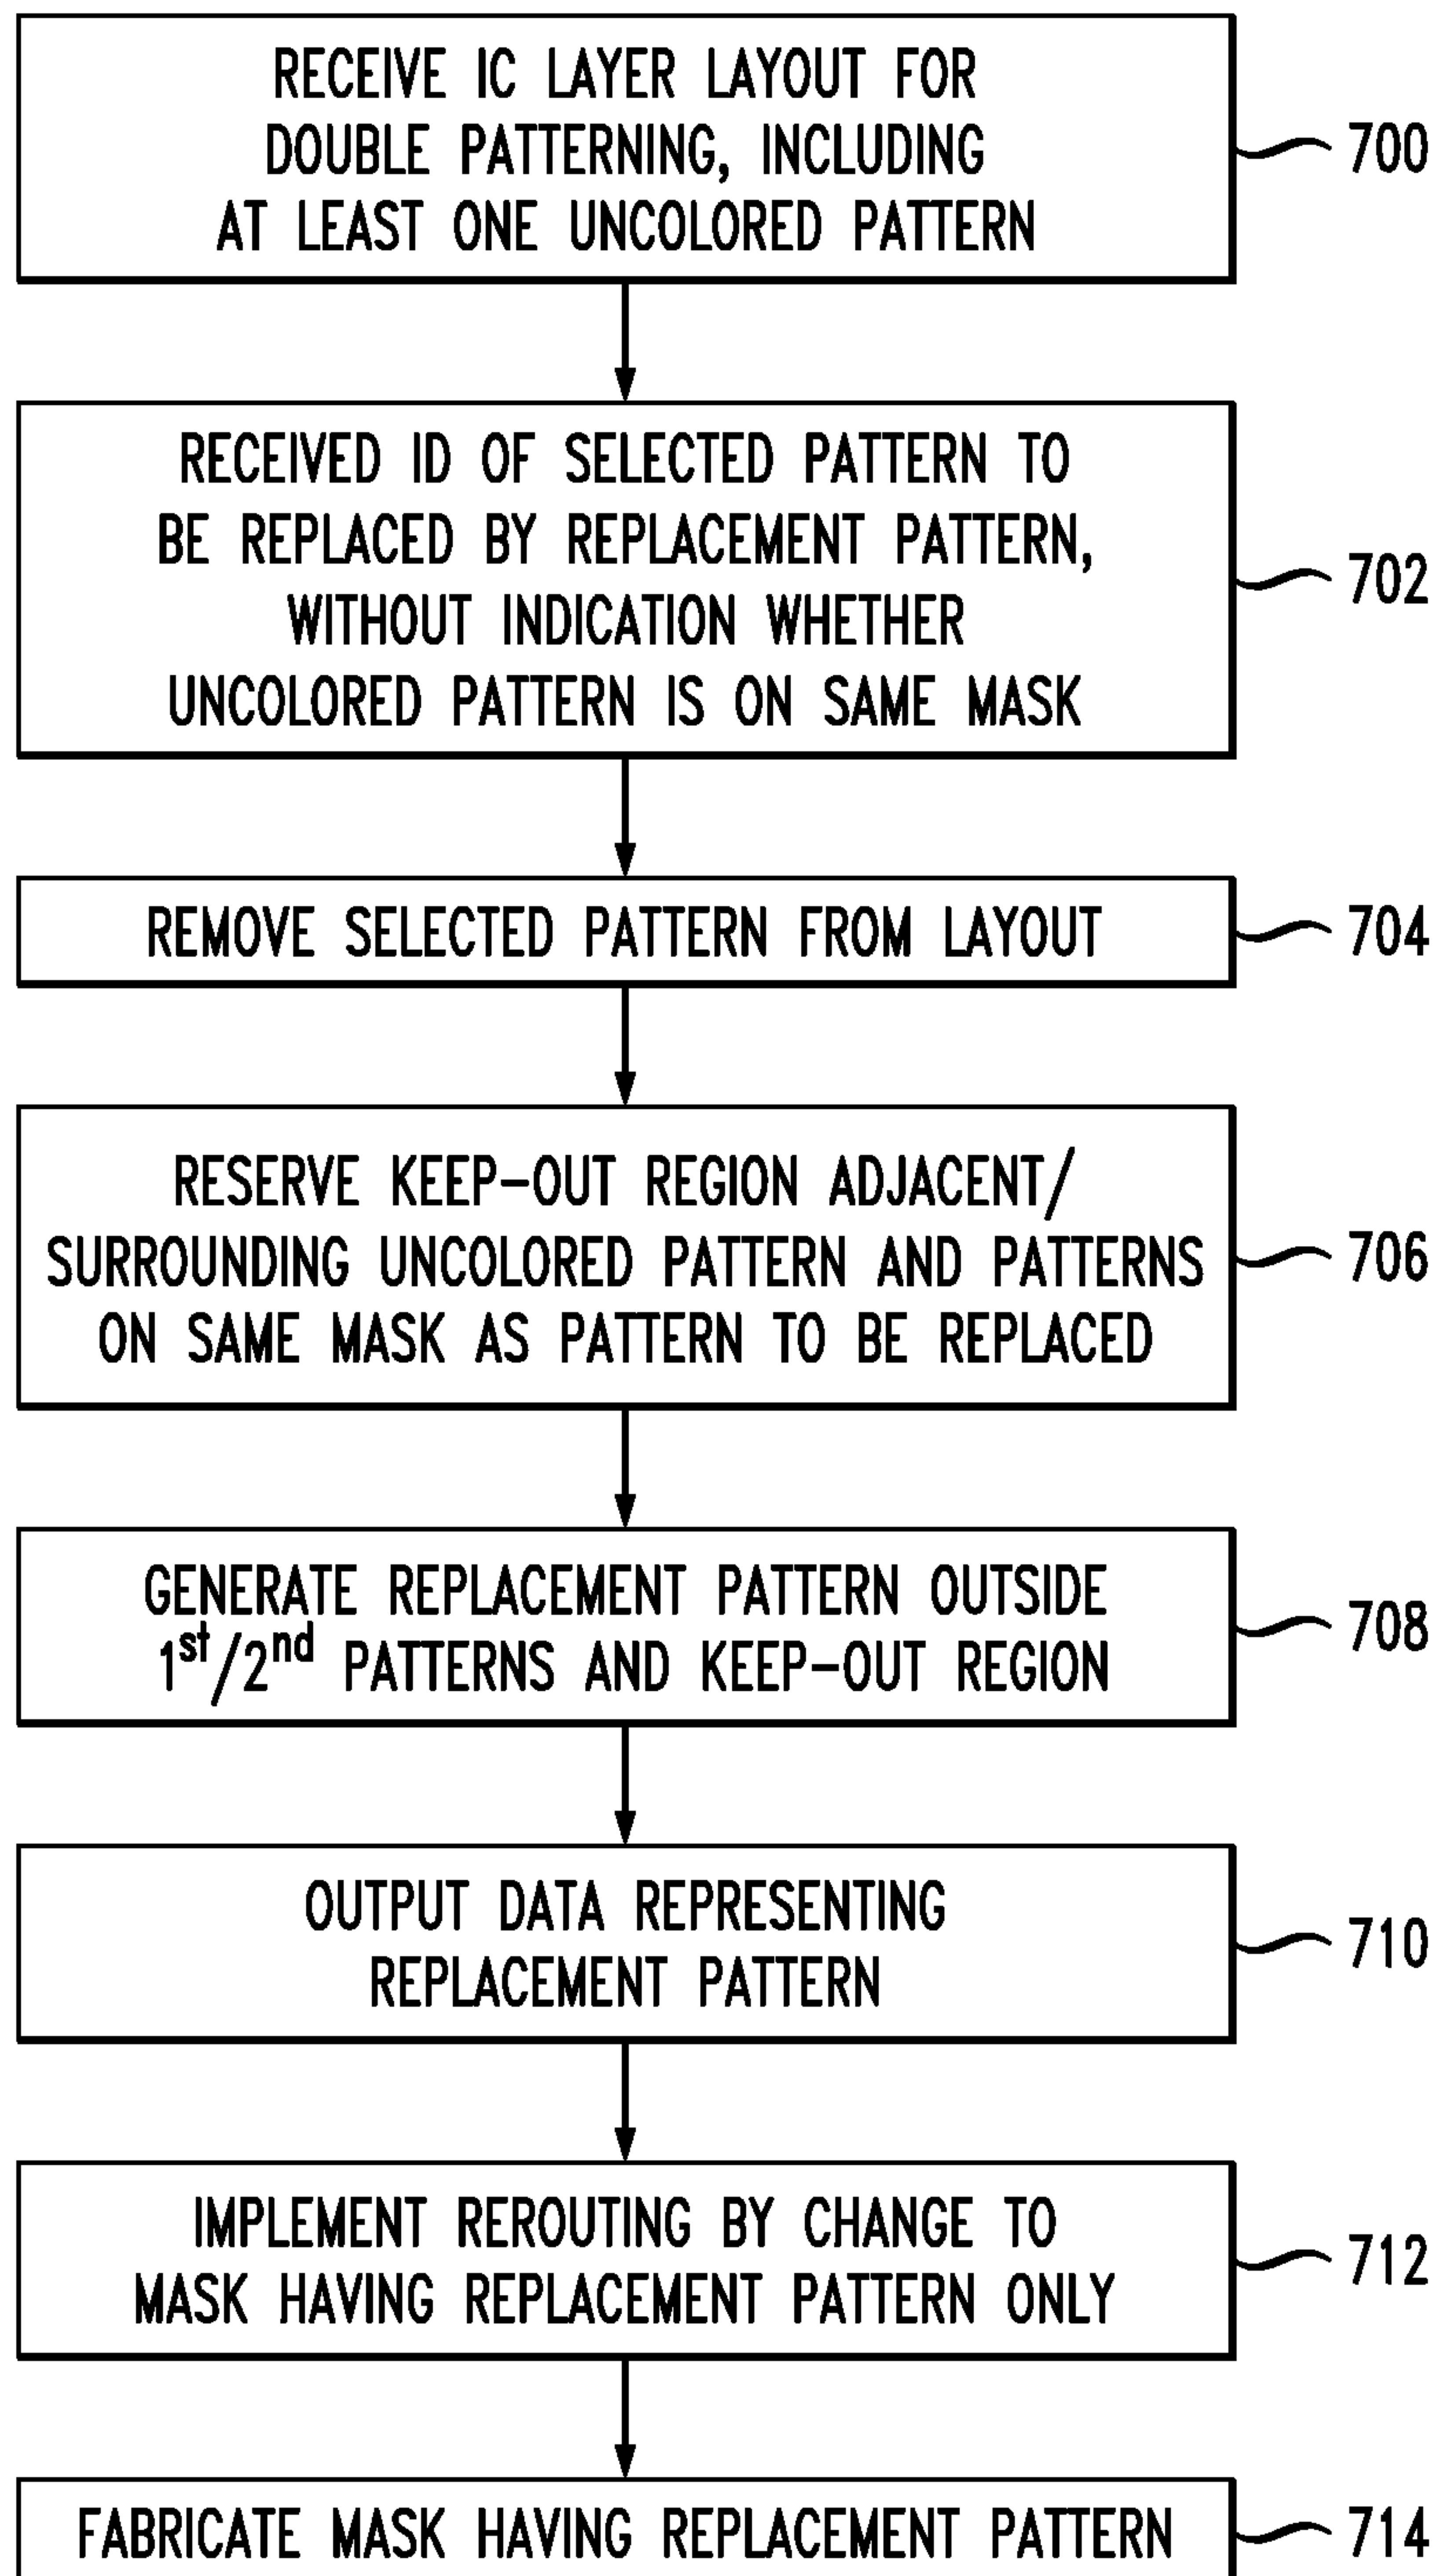 RECEIVE IC LAYER LAYOUT FOR
DOUBLE PATTERNING, INCLUDING
AT LEAST ONE UNCOLORED PATTERN
700
RECEIVED ID OF SELECTED PATTERN TO
BE REPLACED BY REPLACEMENT PATTERN,
WITHOUT INDICATION WHETHER
UNCOLORED PATTERN IS ON SAME MASK
702
REMOVE SELECTED PATTERN FROM LAYOUT
704
RESERVE KEEP-OUT REGION ADJACENT/
SURROUNDING UNCOLORED PATTERN AND PATTERNS
ON SAME MASK AS PATTERN TO BE REPLACED
706
GENERATE REPLACEMENT PATTERN OUTSIDE
1st/2nd PATTERNS AND KEEP-OUT REGION
708
OUTPUT DATA REPRESENTING
REPLACEMENT PATTERN
710
IMPLEMENT REROUTING BY CHANGE TO
MASK HAVING REPLACEMENT PATTERN ONLY
712
FABRICATE MASK HAVING REPLACEMENT PATTERN
714